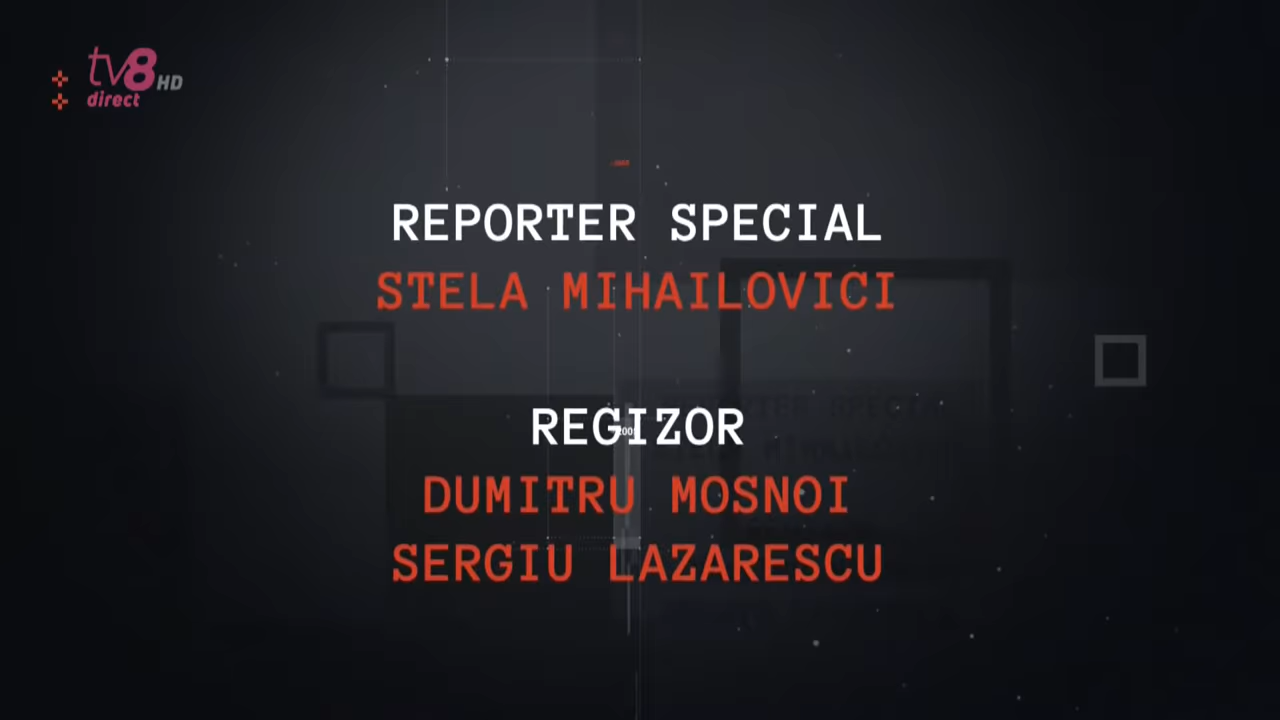 tv8 HD
direct
REPORTER SPECIAL
STELA MIHAILOVICI
REGIZOR
DUMITRU MOSNOI
SERGIU LAZARESCU